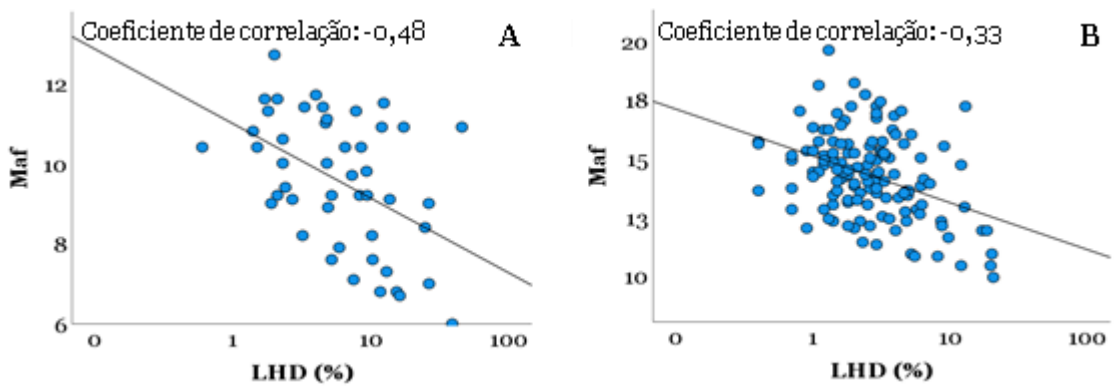 Coeficiente de correlação: -0,48 A
Maf
12
10
8
6
0 1 10 100
LHD (%)
Coeficiente de correlação: -0,33 B
Maf
20
18
15
13
10
0 1 10 100
LHD (%)